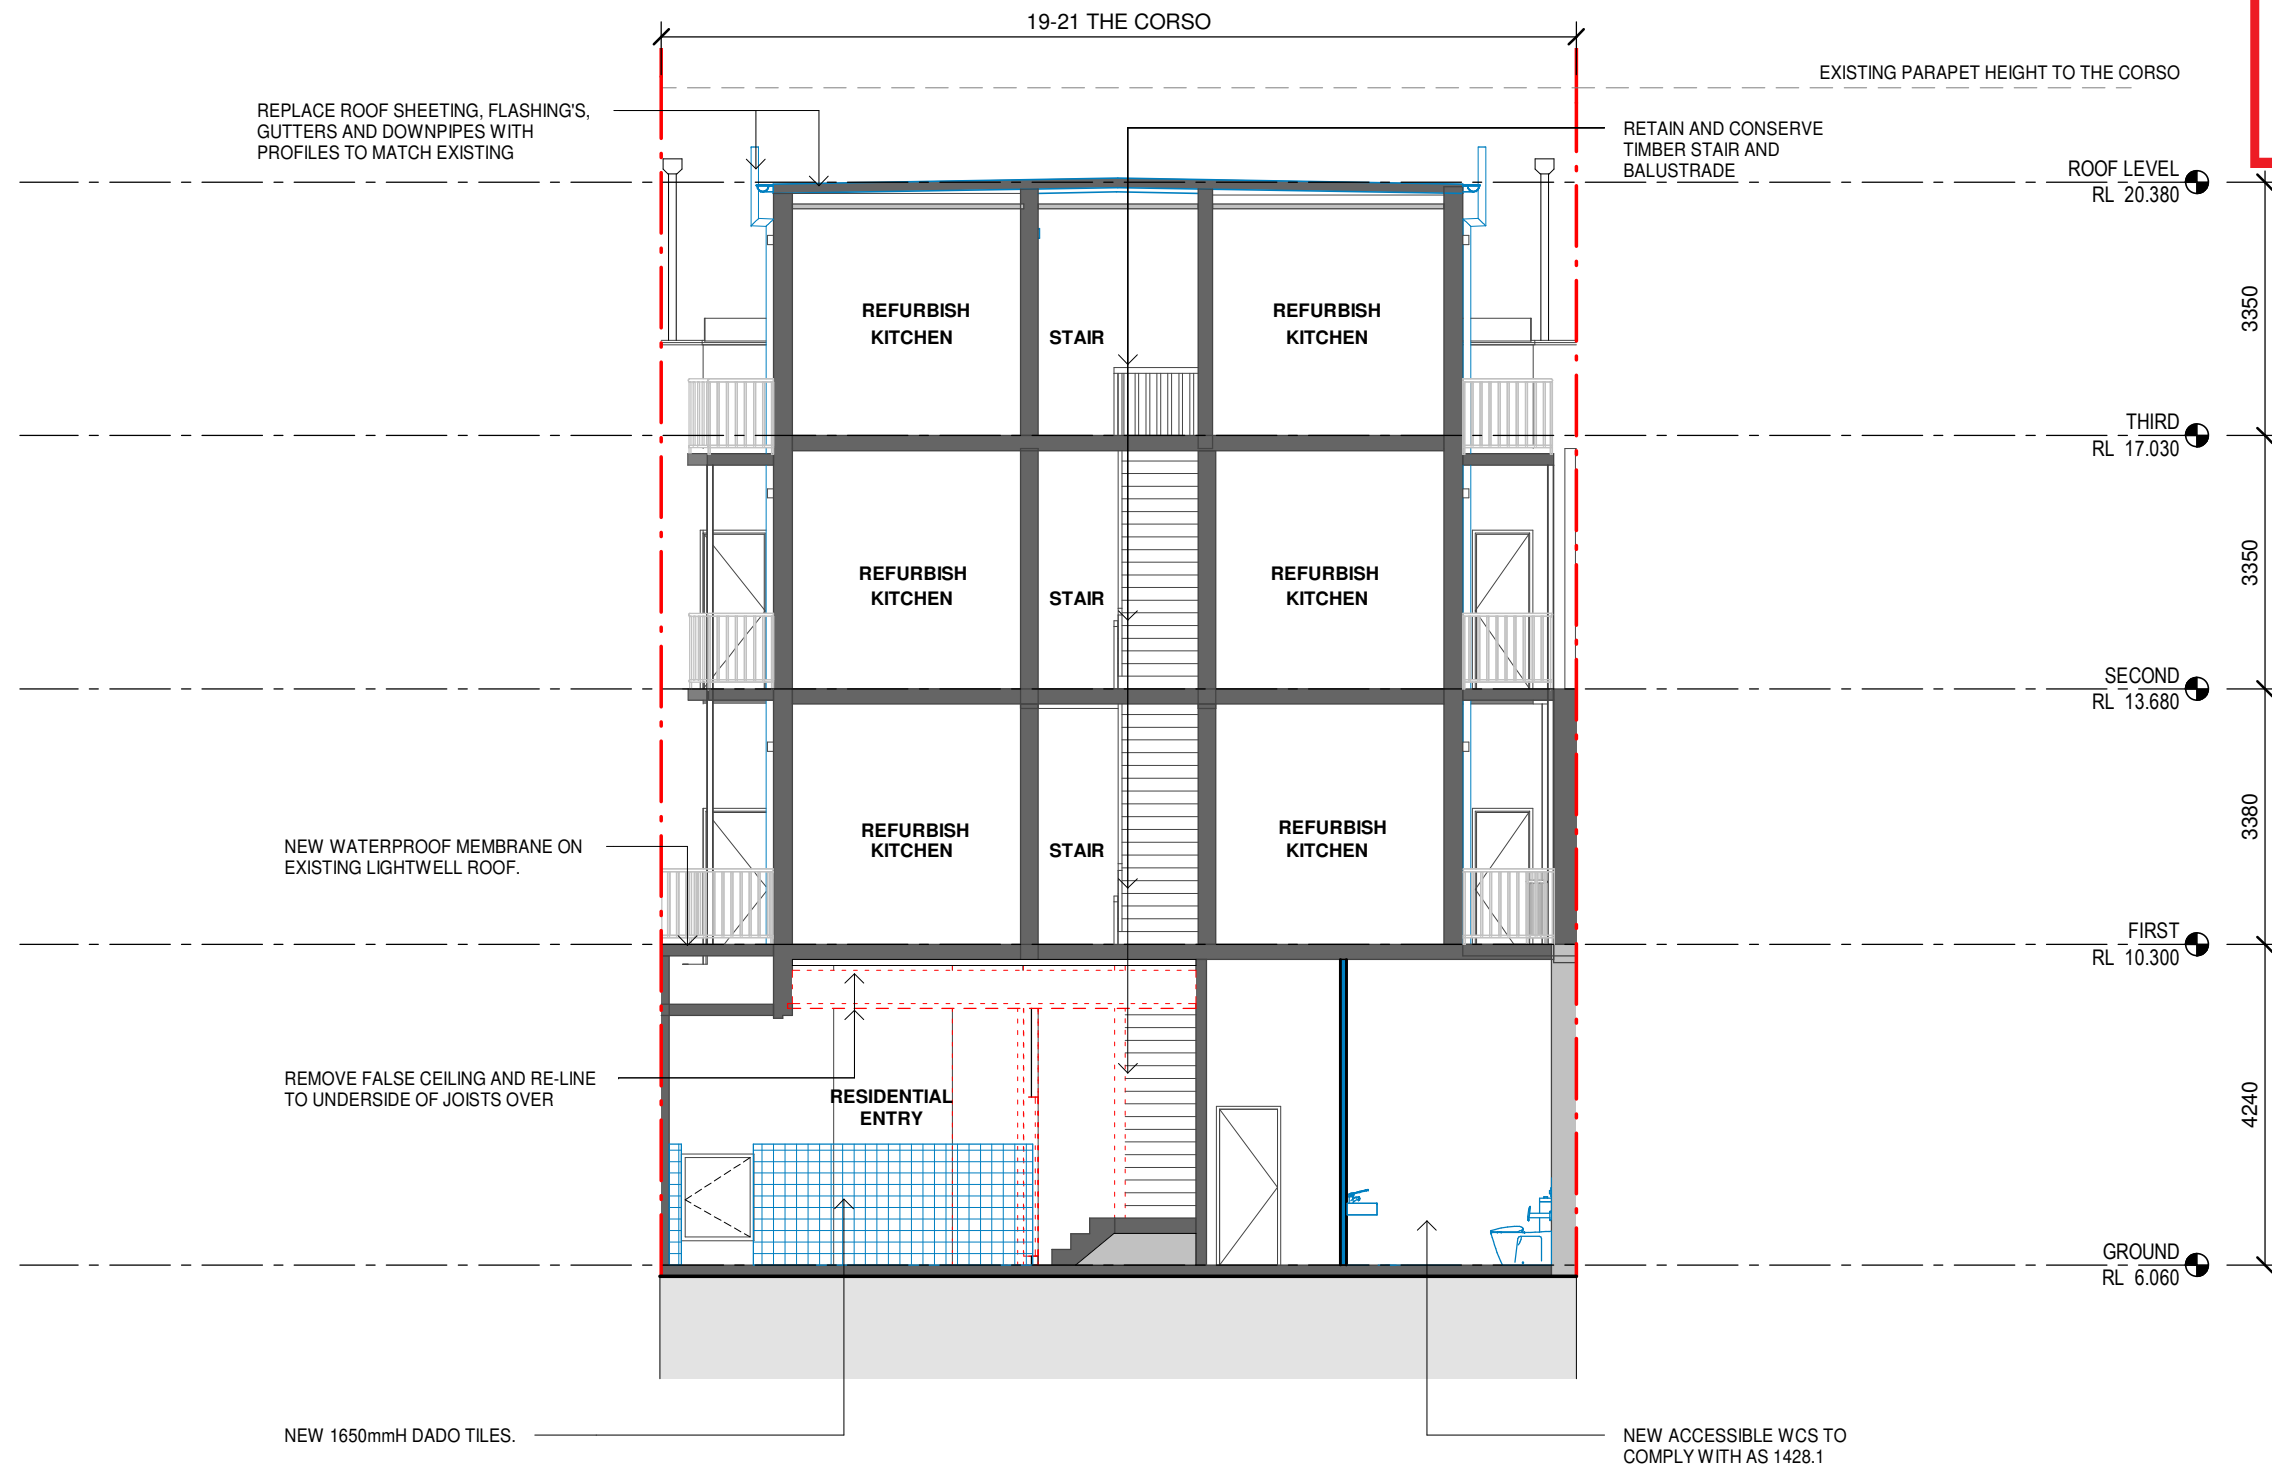 19-21 THE CORSO
EXISTING PARAPET HEIGHT TO THE CORSO
REPLACE ROOF SHEETING, FLASHING'S,
GUTTERS AND DOWNPIPES WITH
PROFILES TO MATCH EXISTING
RETAIN AND CONSERVE
TIMBER STAIR AND
BALUSTRADE
ROOF LEVEL
RL 20.380
3350
REFURBISH
KITCHEN
STAIR
REFURBISH
KITCHEN
THIRD
RL 17.030
3350
REFURBISH
KITCHEN
STAIR
REFURBISH
KITCHEN
SECOND
RL 13.680
3380
REFURBISH
KITCHEN
STAIR
REFURBISH
KITCHEN
NEW WATERPROOF MEMBRANE ON
EXISTING LIGHTWELL ROOF.
FIRST
RL 10.300
4240
REMOVE FALSE CEILING AND RE-LINE
TO UNDERSIDE OF JOISTS OVER
RESIDENTIAL
ENTRY
GROUND
RL 6.060
NEW 1650mmH DADO TILES.
NEW ACCESSIBLE WCS TO
COMPLY WITH AS 1428.1